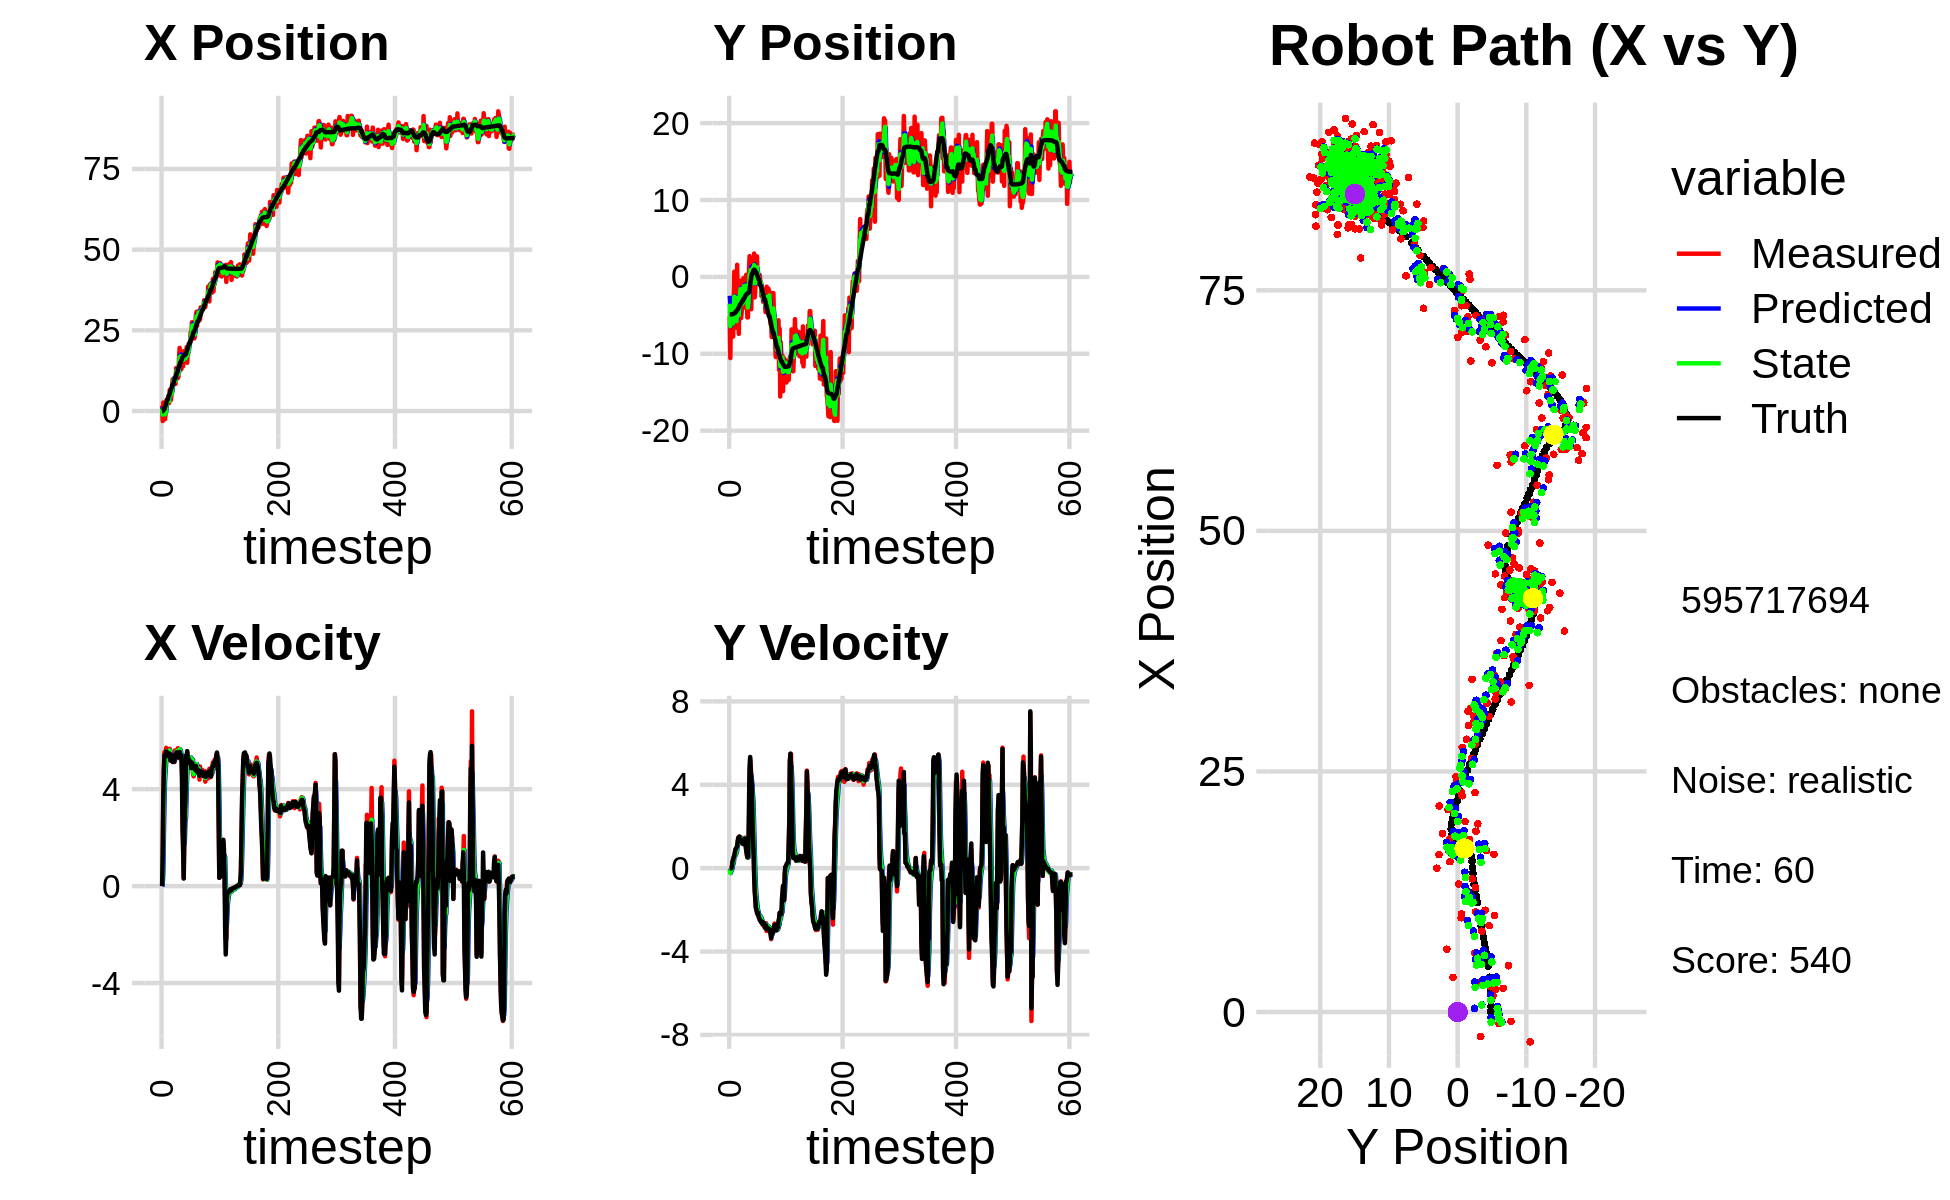 X Position
75
50
25
0
0
200
400
600
timestep
Y Position
20
10
0
-10
-20
0
200
400
600
timestep
X Velocity
4
0
-4
0
200
400
600
timestep
Y Velocity
8
4
0
-4
-8
0
200
400
600
timestep
Robot Path (X vs Y)
X Position
75
50
25
0
20 10 0 -10 -20
Y Position
variable
Measured
Predicted
State
Truth
595717694
Obstacles: none
Noise: realistic
Time: 60
Score: 540